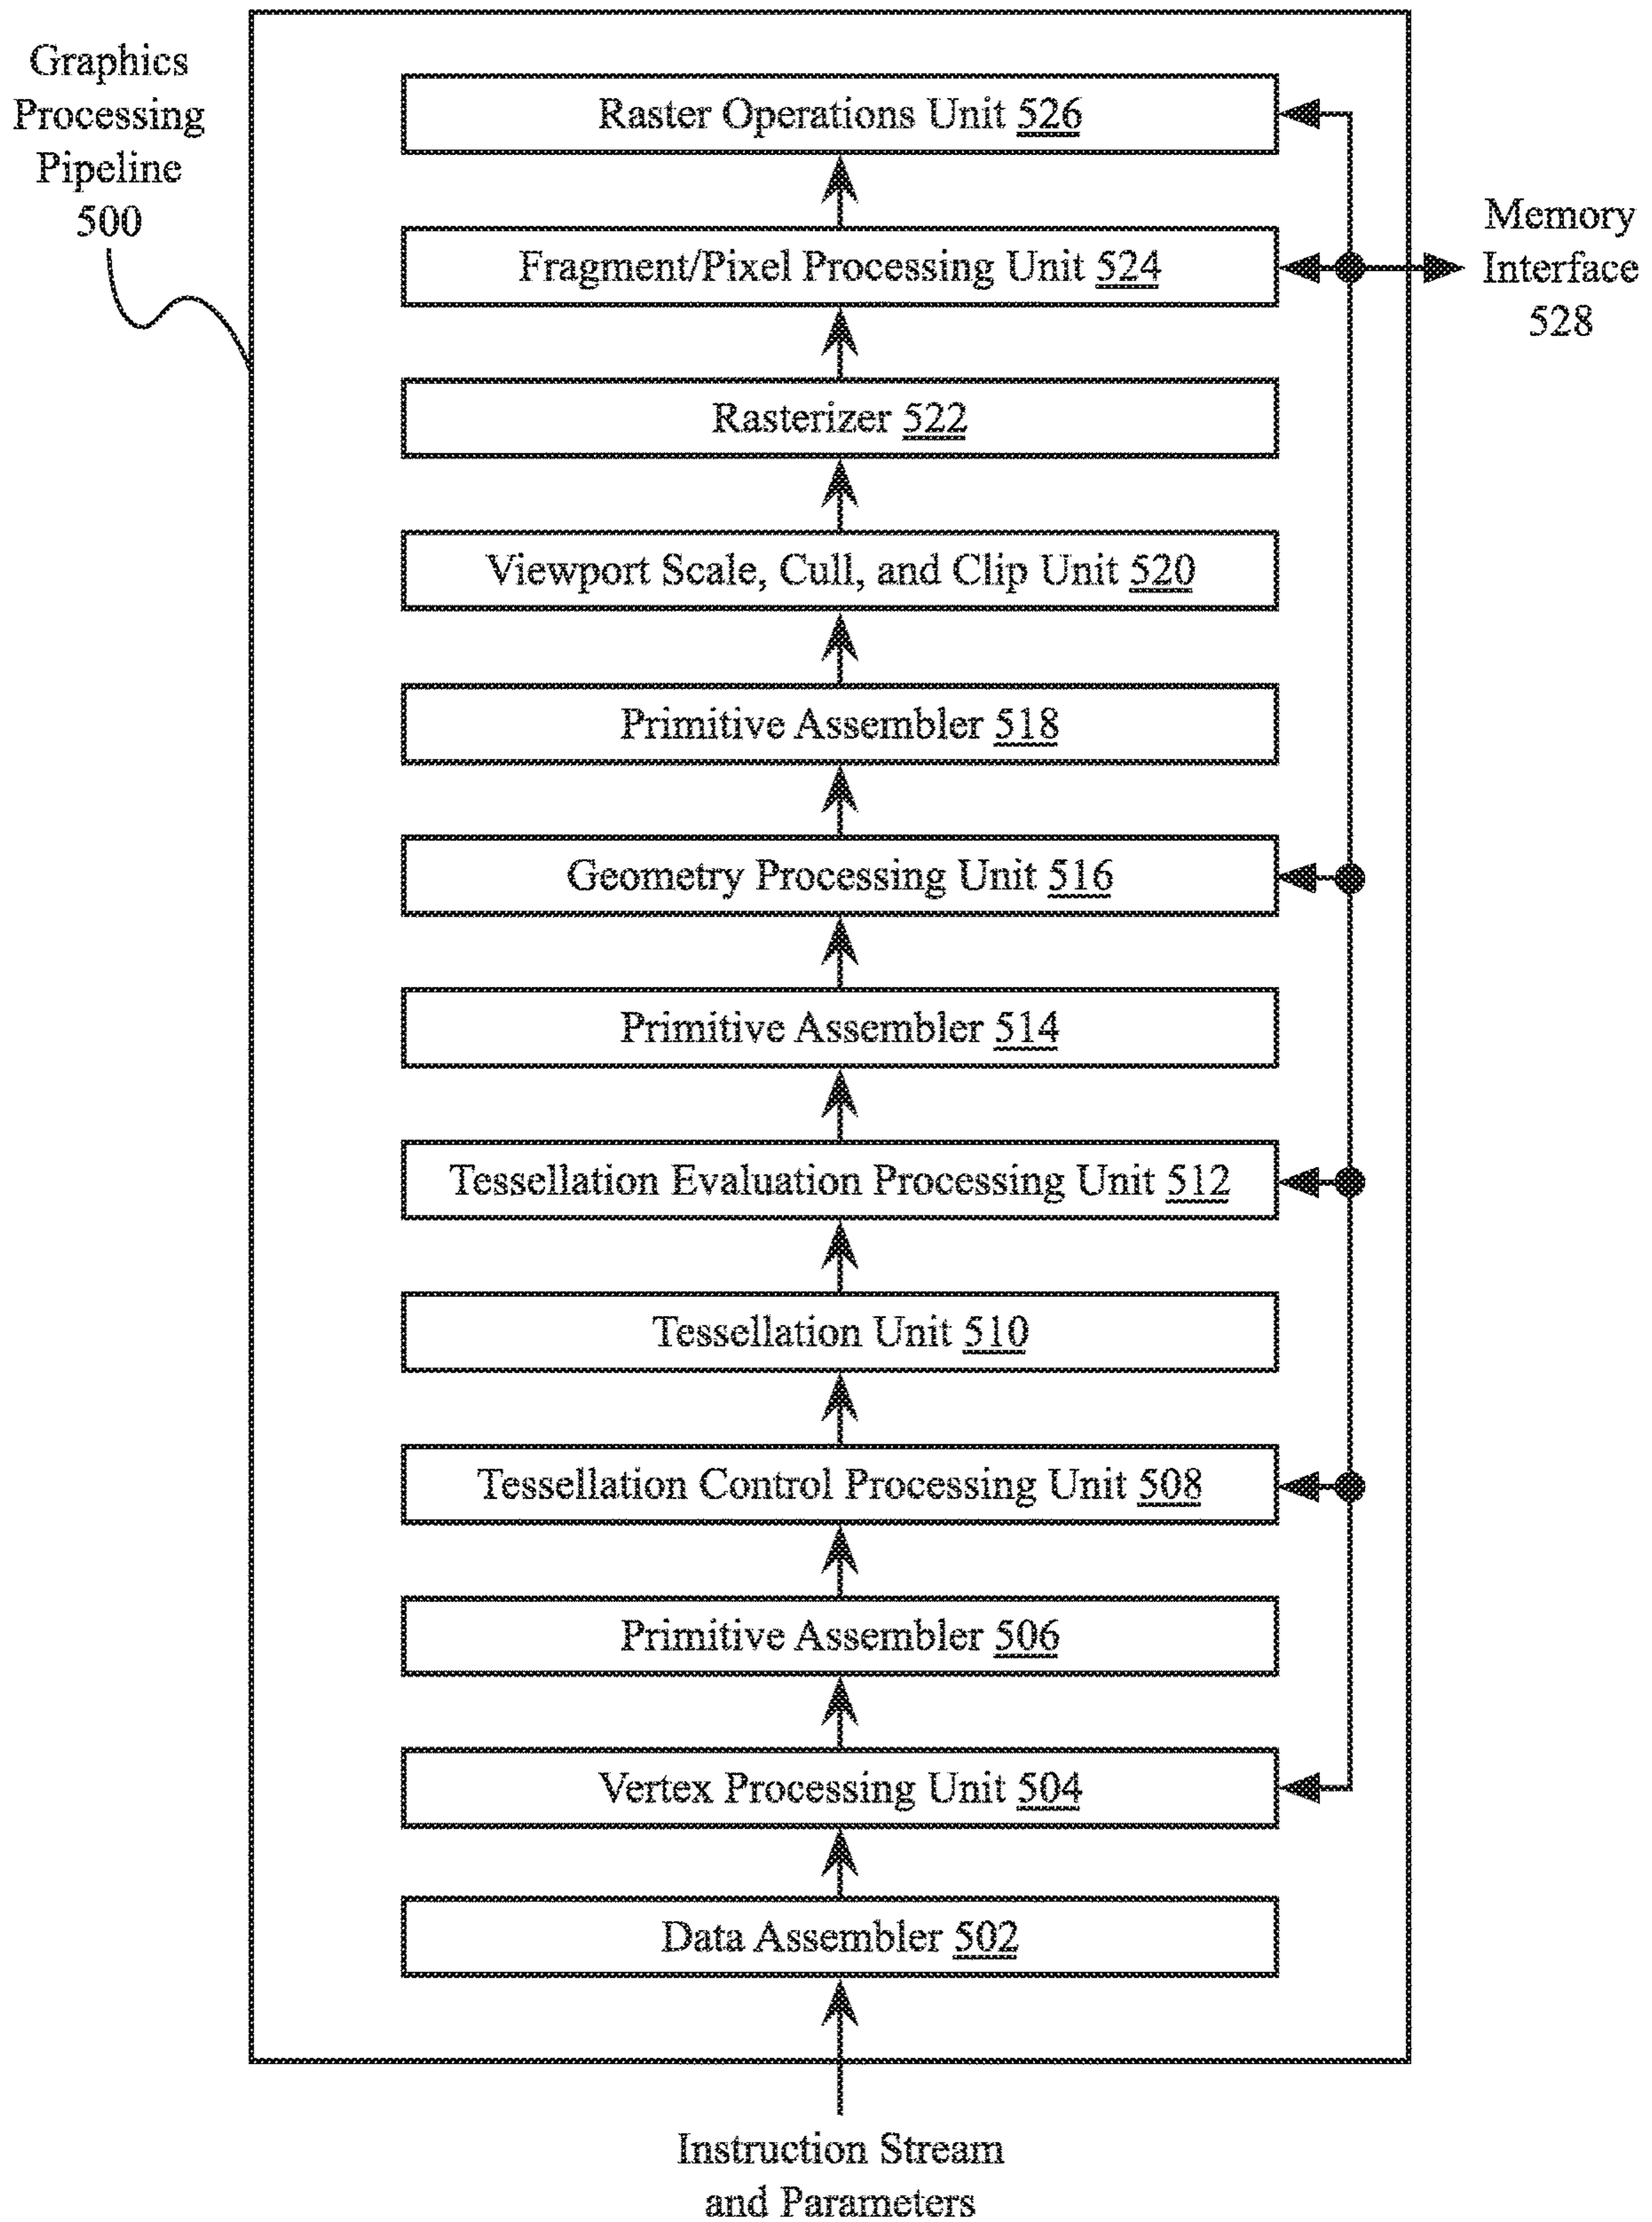 Graphics
Processing
Pipeline
500
Raster Operations Unit 526
Fragment/Pixel Processing Unit 524
Memory
Interface
528
Rasterizer 522
Viewport Scale, Cull, and Clip Unit 520
Primitive Assembler 518
Geometry Processing Unit 516
Primitive Assembler 514
Tessellation Evaluation Processing Unit 512
Tessellation Unit 510
Tessellation Control Processing Unit 508
Primitive Assembler 506
Vertex Processing Unit 504
Data Assembler 502
Instruction Stream
and Parameters